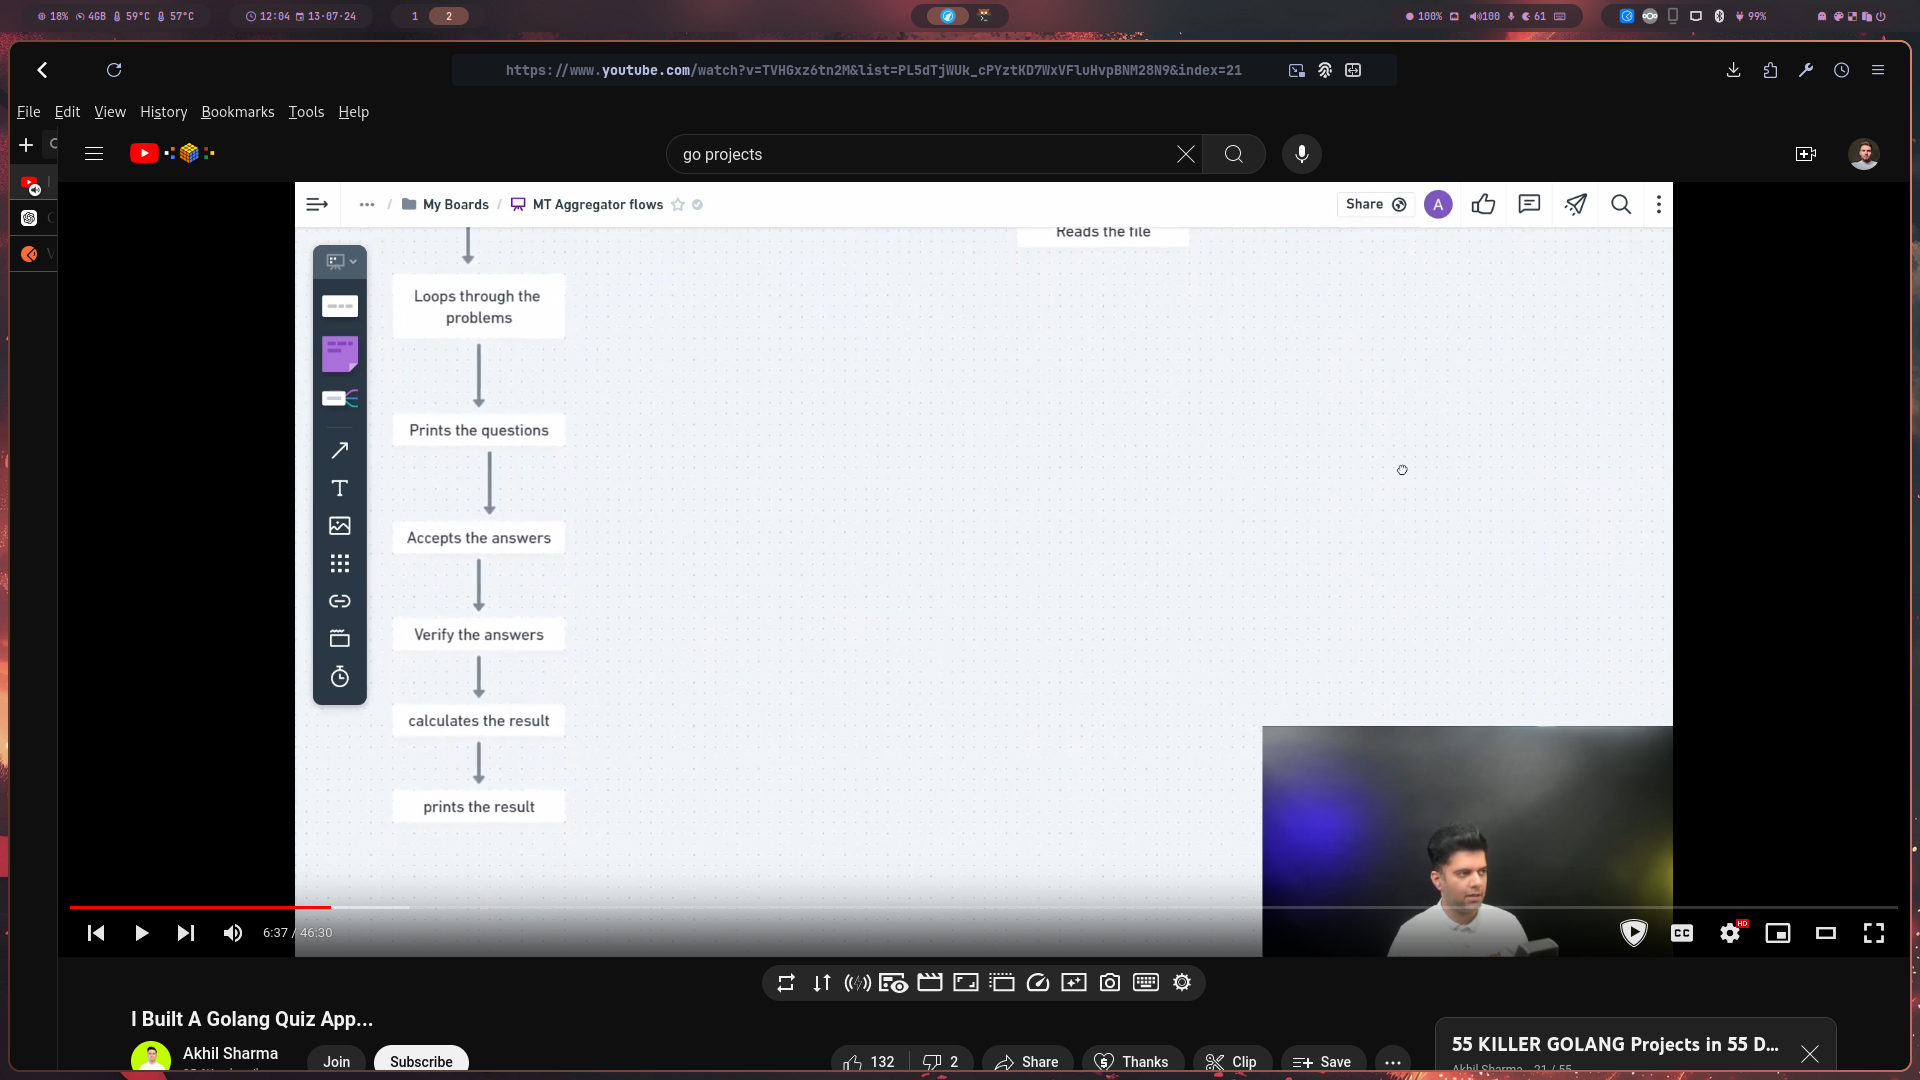 18% 4GB 59°C 57°C
12:04 13·07·24
1 2
100% 100 61
99%
https://www.youtube.com/watch?v=TVHGxz6tn2M&list=PL5dTjWUk_cPYztKD7WxVFluHvpBNM28N9&index=21
File Edit View History Bookmarks Tools Help
go projects
... / My Boards / MT Aggregator flows
Share A
Reads the file
Loops through the
problems
Prints the questions
Accepts the answers
Verify the answers
calculates the result
prints the result
6:37 / 46:30
CC HD
I Built A Golang Quiz App...
Akhil Sharma
Join Subscribe
132 2 Share Thanks Clip Save ...
55 KILLER GOLANG Projects in 55 D...
Akhil Sharma - 21 / 55